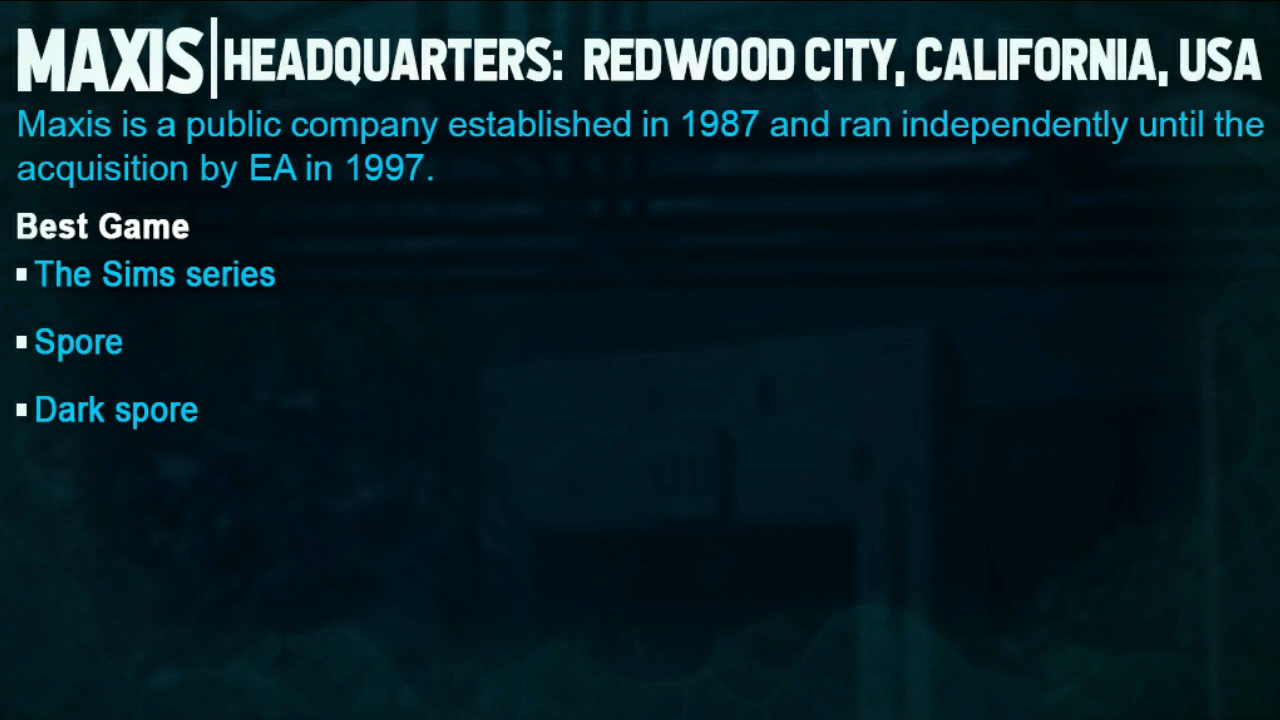 MAXIS | HEADQUARTERS: REDWOOD CITY, CALIFORNIA, USA
Maxis is a public company established in 1987 and ran independently until the
acquisition by EA in 1997.
Best Game
▪ The Sims series
▪ Spore
▪ Dark spore